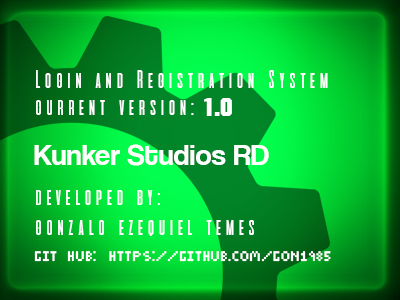 Login and Registration System
current version: 1.0
Kunker Studios RD
developed by:
Gonzalo Ezequiel Temes
Git Hub: https://github.com/Gon1985